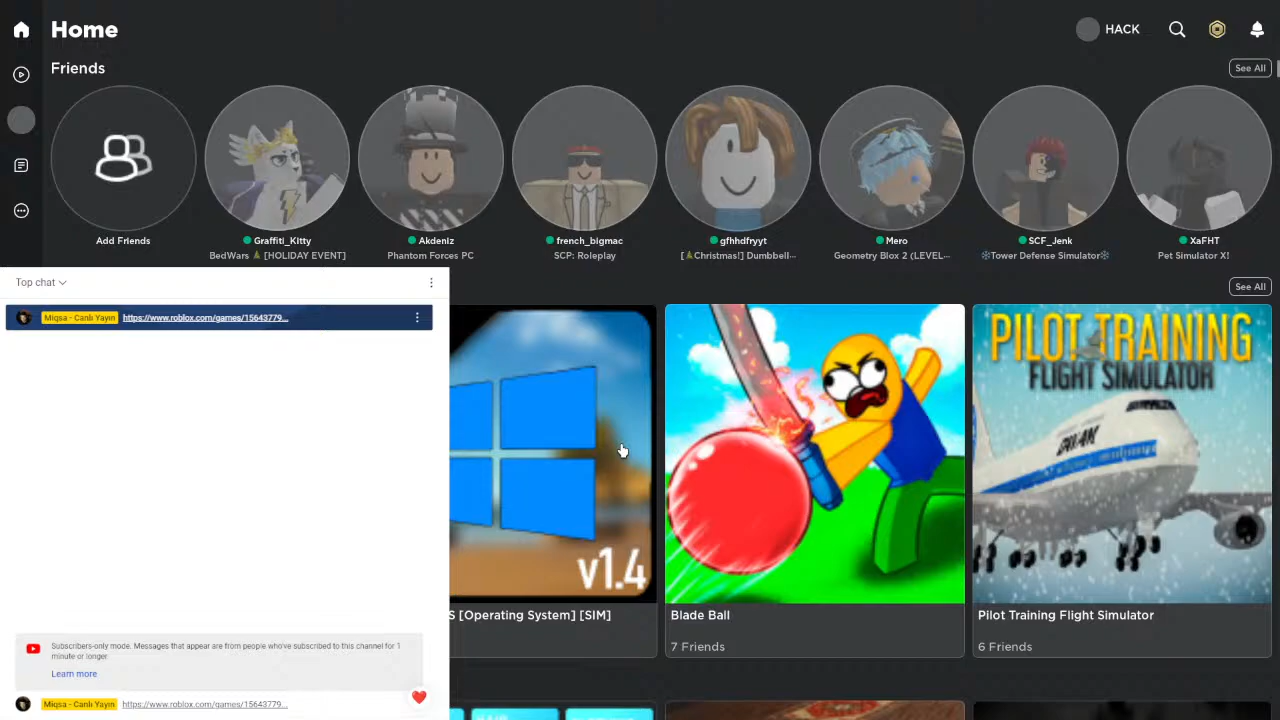 Home
HACK
Friends
See All
Add Friends
Graffiti_Kitty
BedWars 🎄 [HOLIDAY EVENT]
Akdeniz
Phantom Forces PC
french_bigmac
SCP: Roleplay
gfhhdfryyt
[🎄Christmas!] Dumbbell...
Mero
Geometry Blox 2 (LEVEL...
SCF_Jenk
❄Tower Defense Simulator❄
XaFHT
Pet Simulator X!
See All
Top chat
Miqsa - Canlı Yayın https://www.roblox.com/games/15643779...
v1.4
PILOT TRAINING
FLIGHT SIMULATOR
S [Operating System] [SIM]
Blade Ball
7 Friends
Pilot Training Flight Simulator
6 Friends
Subscribers-only mode. Messages that appear are from people who've subscribed to this channel for 1
minute or longer.
Learn more
Miqsa - Canlı Yayın https://www.roblox.com/games/15643779...